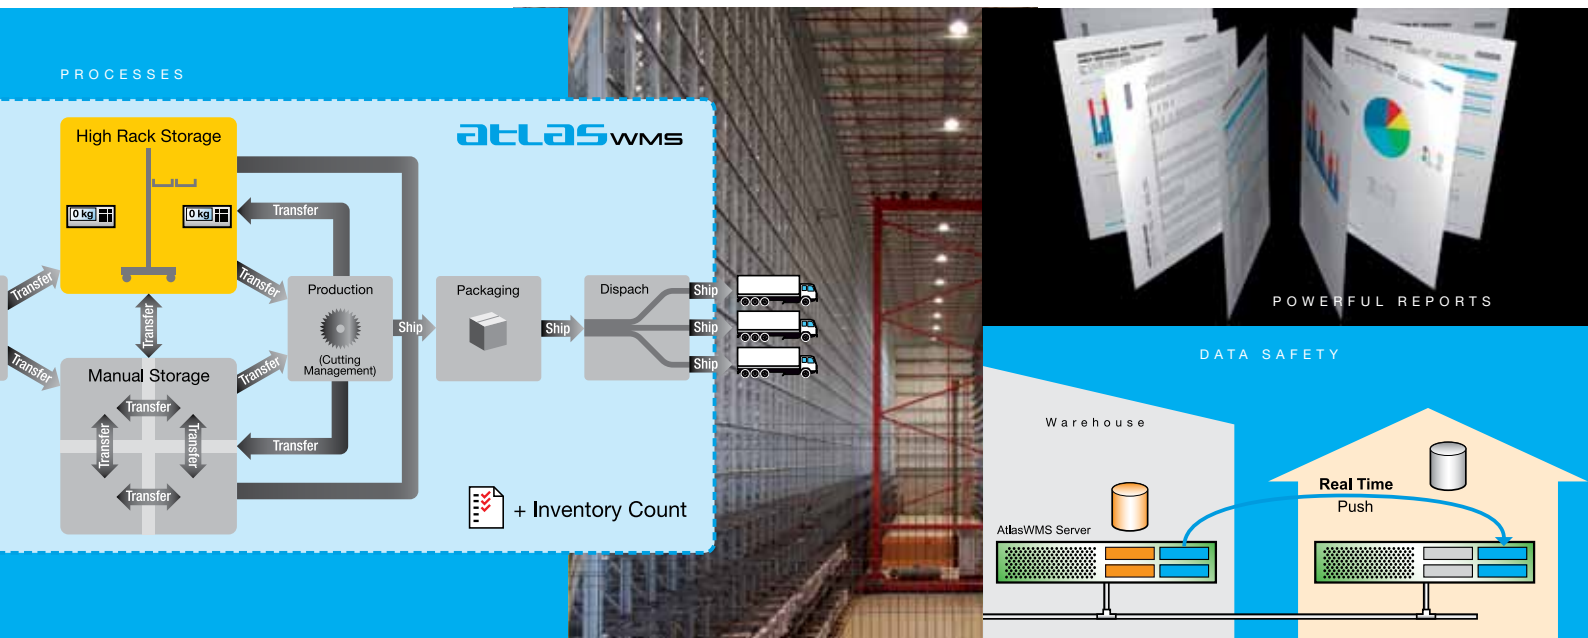 PROCESSES
atlas WMS
High Rack Storage
0 kg
0 kg
Transfer
Transfer
Transfer
Transfer
Production
(Cutting
Management)
Ship
Packaging
Ship
Dispach
Ship
Ship
Ship
Transfer
Transfer
Manual Storage
Transfer
Transfer
Transfer
Transfer
Transfer
+ Inventory Count
POWERFUL REPORTS
DATA SAFETY
Warehouse
Real Time
Push
AtlasWMS Server